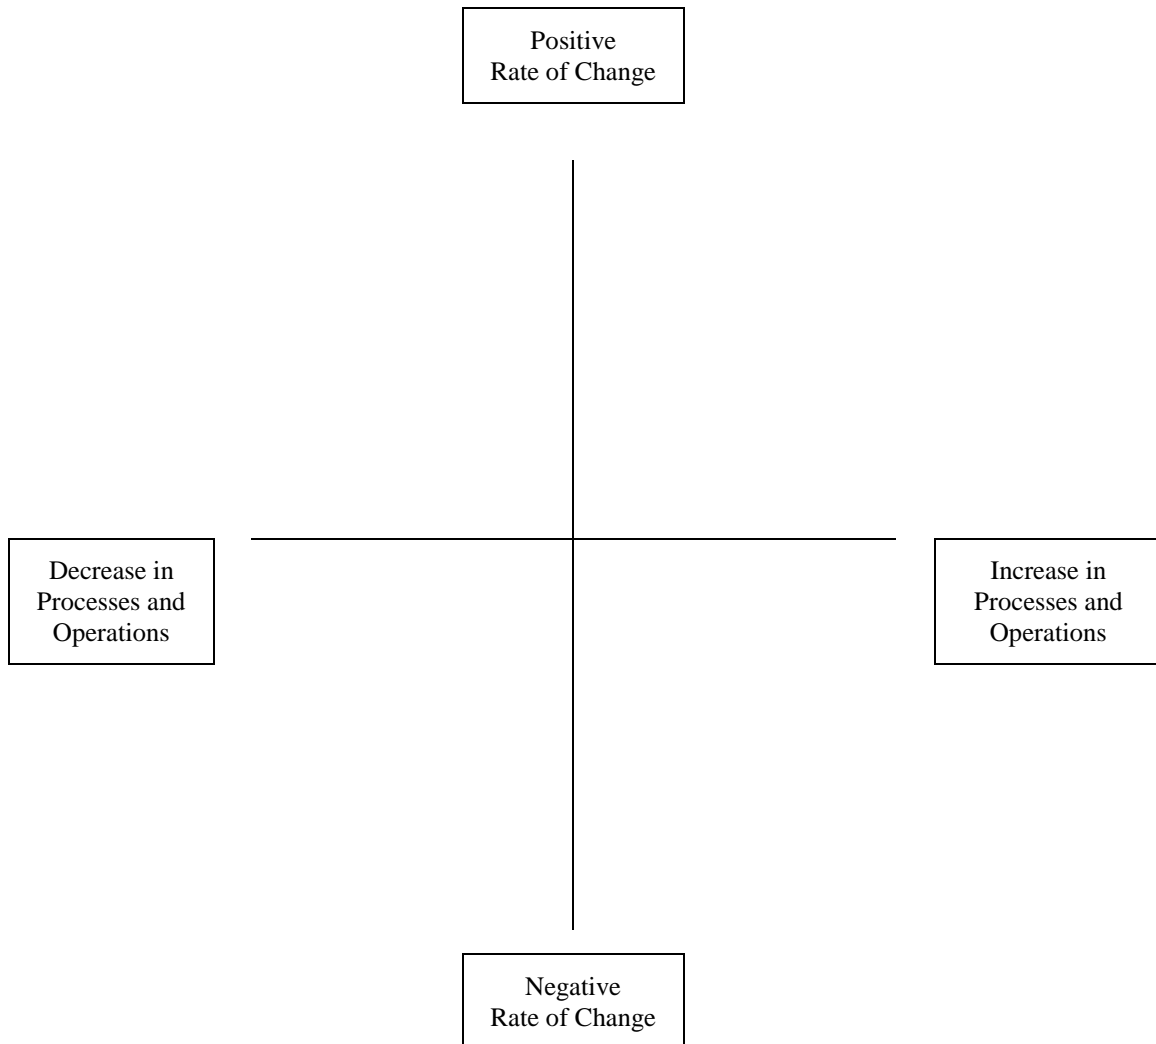 Positive
Rate of Change
Decrease in
Processes and
Operations
Increase in
Processes and
Operations
Negative
Rate of Change